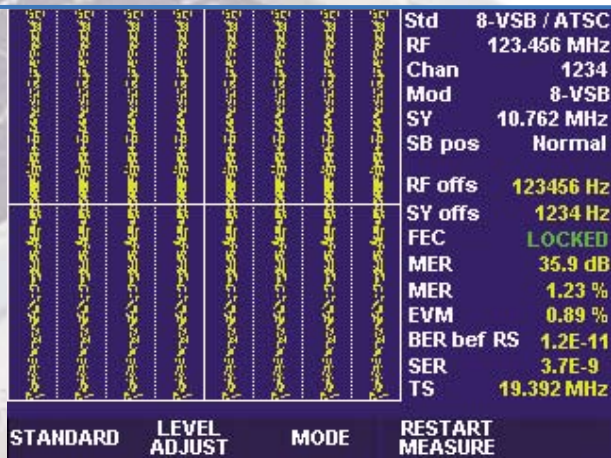 Std 8-VSB / ATSC
RF 123.456 MHz
Chan 1234
Mod 8-VSB
SY 10.762 MHz
SB pos Normal
RF offs 123456 Hz
SY offs 1234 Hz
FEC LOCKED
MER 35.9 dB
MER 1.23 %
EVM 0.89 %
BER bef RS 1.2E-11
SER 3.7E-9
TS 19.392 MHz
STANDARD LEVEL ADJUST MODE RESTART MEASURE